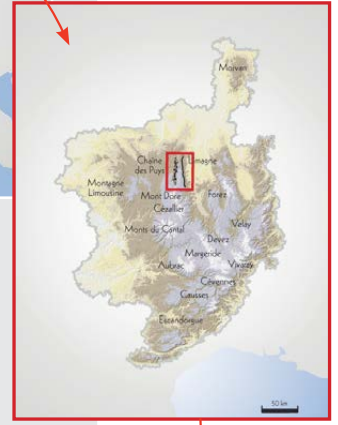 Morvan
Chaîne
des Puys
Limagne
Montagne
Limousine
Mont Dore
Forez
Cézallier
Monts du Cantal
Velay
Devez
Margeride
Aubrac
Vivarais
Cévennes
Causses
Escandorgue
50 km